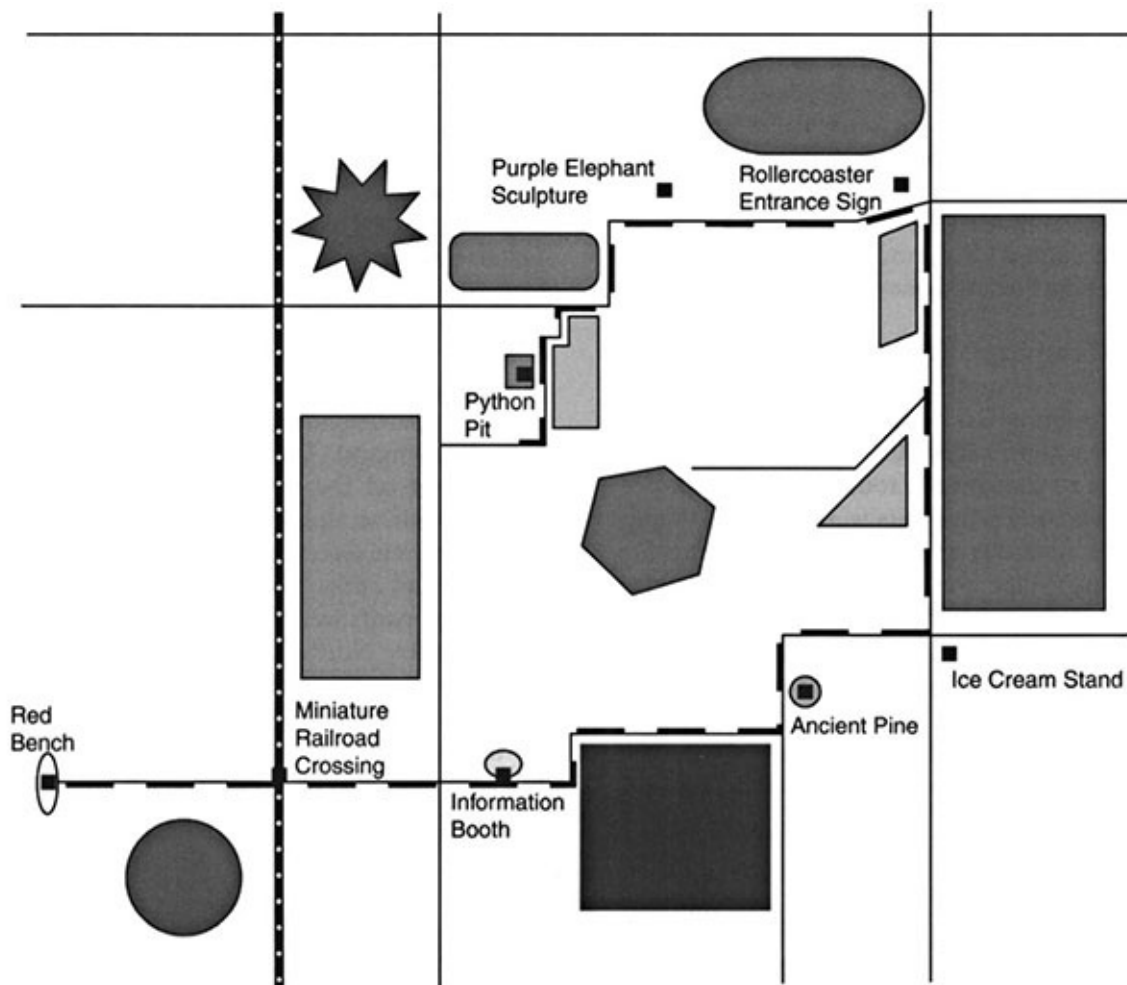 Purple Elephant
Sculpture
Rollercoaster
Entrance Sign
Python
Pit
Red
Bench
Miniature
Railroad
Crossing
Information
Booth
Ancient Pine
Ice Cream Stand